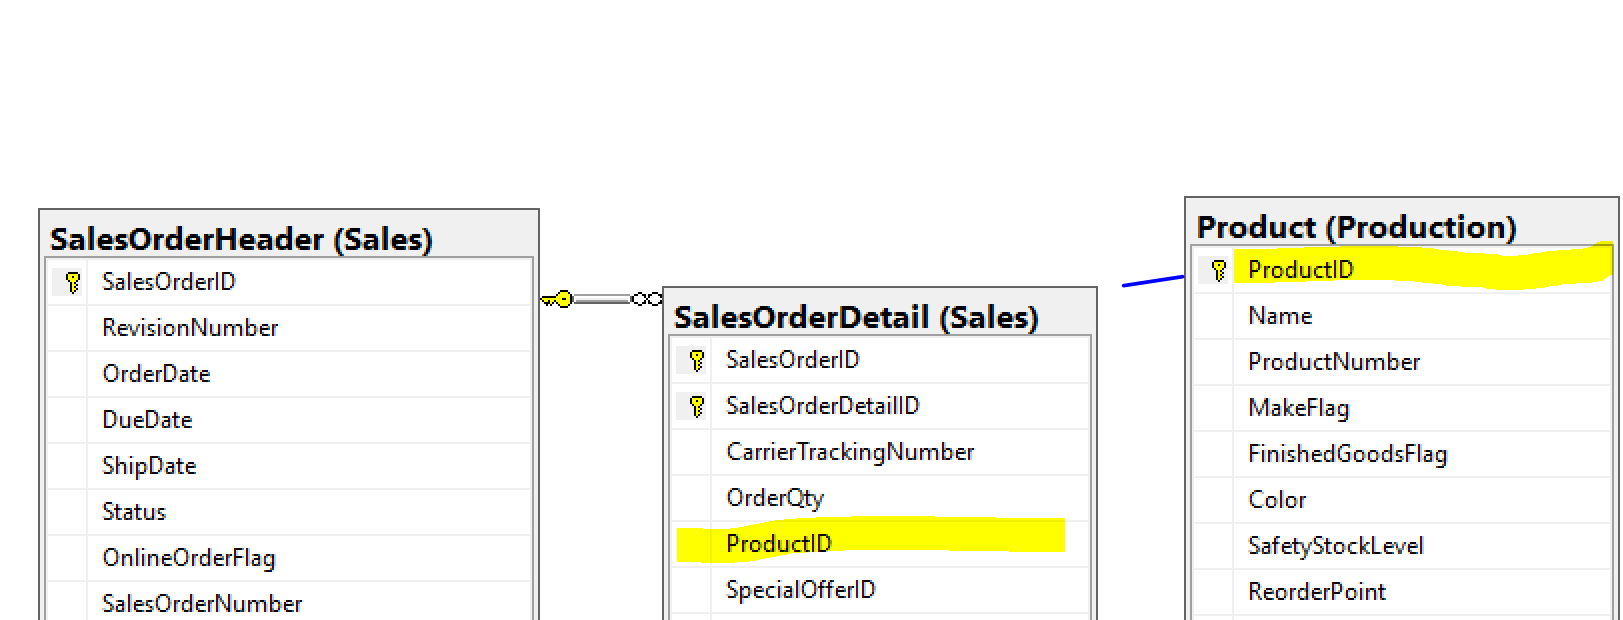 SalesOrderHeader (Sales)
SalesOrderID
RevisionNumber
OrderDate
DueDate
ShipDate
Status
OnlineOrderFlag
SalesOrderNumber
SalesOrderDetail (Sales)
SalesOrderID
SalesOrderDetailID
CarrierTrackingNumber
OrderQty
ProductID
SpecialOfferID
Product (Production)
ProductID
Name
ProductNumber
MakeFlag
FinishedGoodsFlag
Color
SafetyStockLevel
ReorderPoint